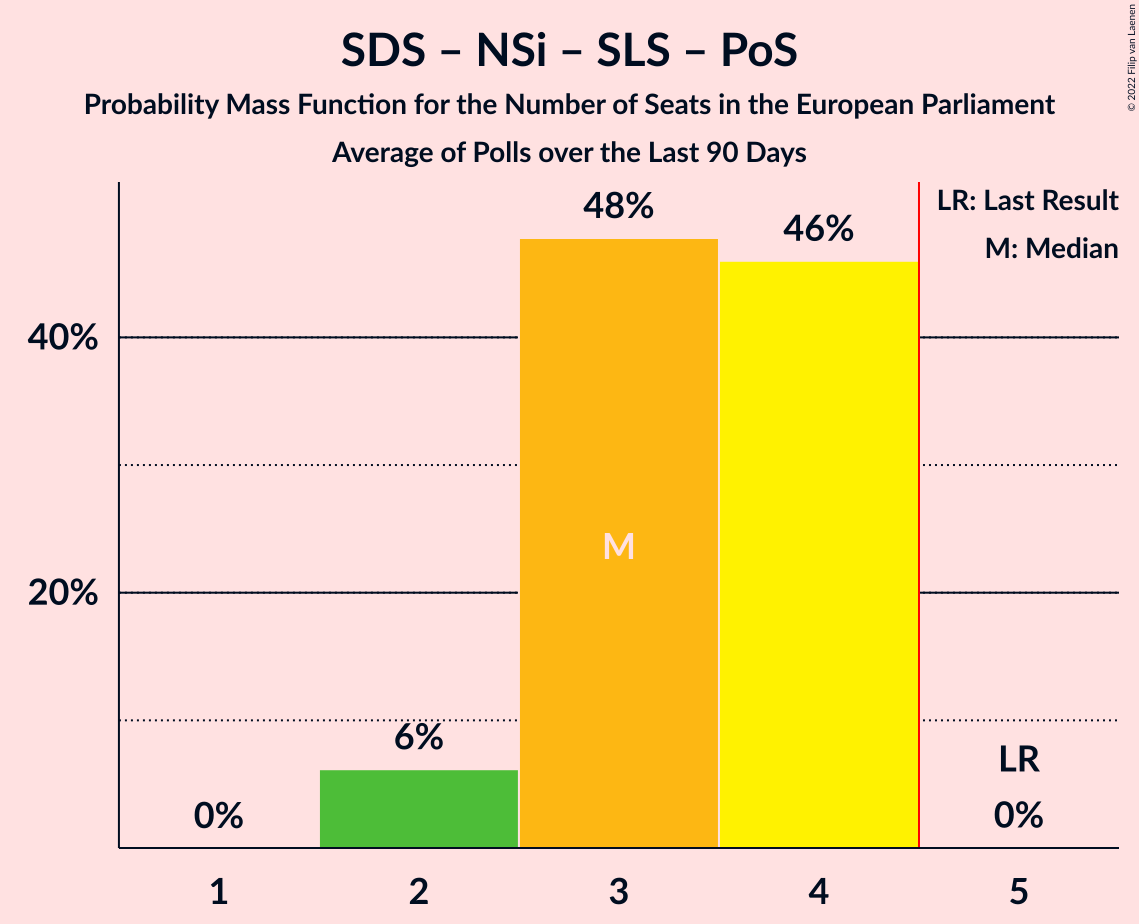 SDS – NSi – SLS – PoS
Probability Mass Function for the Number of Seats in the European Parliament
Average of Polls over the Last 90 Days
© 2022 Filip van Laenen
LR: Last Result
M: Median
48%
46%
40%
M
20%
6%
LR
0%
0%
1 2 3 4 5